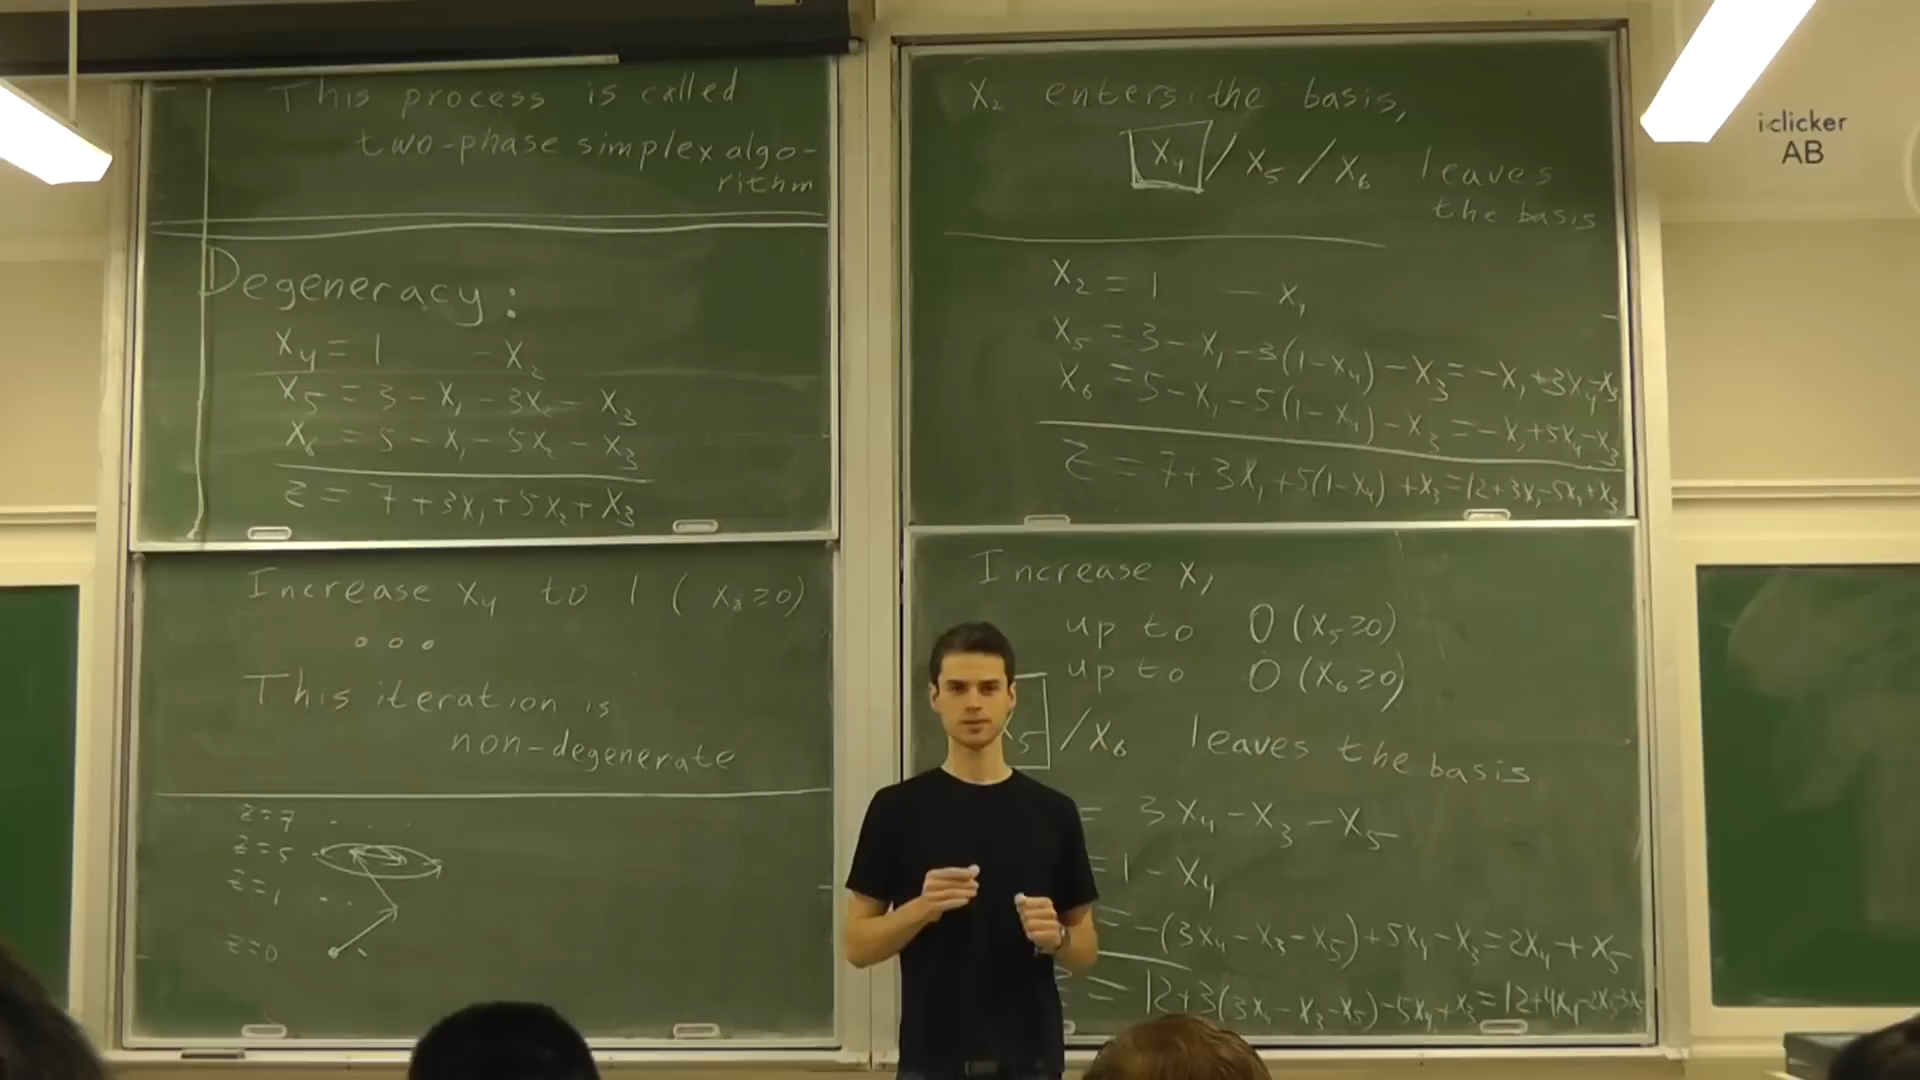 This process is called
two-phase simplex algo-
rithm
Degeneracy:
x₄ = 1 - x₂
x₅ = 3 - x₁ - 3x₂ - x₃
x₆ = 5 - x₁ - 5x₂ - x₃
z = 7 + 3x₁ + 5x₂ + x₃
Increase x₄ to 1 ( x₂ ≥ 0)
o o o
This iteration is
non-degenerate
z=7 . . . .
z=5
z=1 . . .
z=0
x₂ enters the basis,
x₄ / x₅ / x₆ leaves
the basis
x₂ = 1 - x₄
x₅ = 3 - x₁ - 3(1-x₄) - x₃ = -x₁ + 3x₄ - x₃
x₆ = 5 - x₁ - 5(1-x₄) - x₃ = -x₁ + 5x₄ - x₃
z = 7 + 3x₁ + 5(1-x₄) + x₃ = 12 + 3x₁ - 5x₄ + x₃
Increase x₁
up to 0 (x₅ ≥ 0)
up to 0 (x₆ ≥ 0)
x₅ / x₆ leaves the basis
= 3x₄ - x₃ - x₅
= 1 - x₄
= -(3x₄ - x₃ - x₅) + 5x₄ - x₃ = 2x₄ + x₅
= 12 + 3(3x₄ - x₃ - x₅) - 5x₄ + x₃ = 12 + 4x₄ - 2x₃ - 3x₅
iclicker
AB